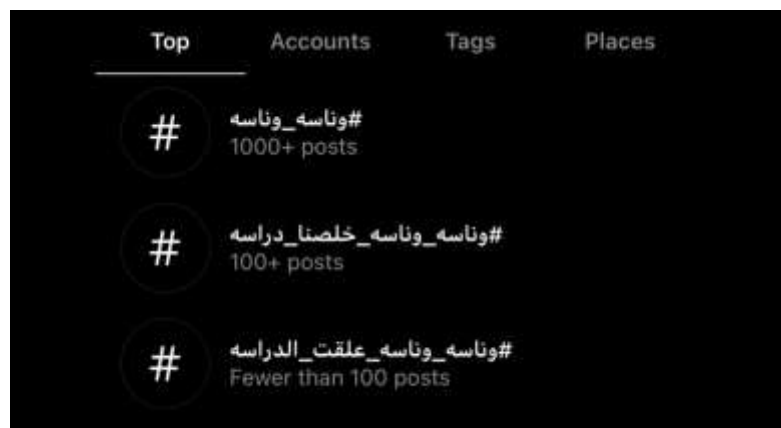 Top Accounts Tags Places
# #وناسه_وناسه
1000+ posts
# #وناسه_وناسه_خلصنا_دراسه
100+ posts
# #وناسه_وناسه_علقت_الدراسه
Fewer than 100 posts